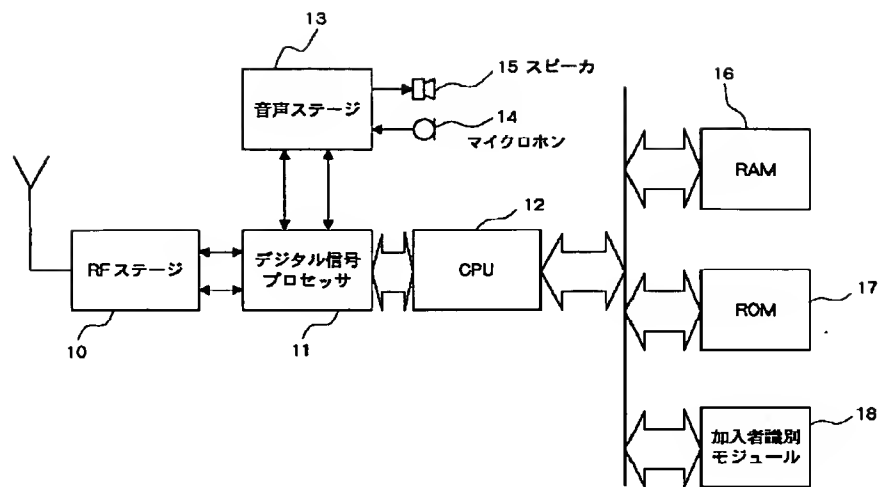 13
音声ステージ
15 スピーカ
14
マイクロホン
16
RAM
RFステージ
10
デジタル信号
プロセッサ
11
12
CPU
17
ROM
18
加入者識別
モジュール